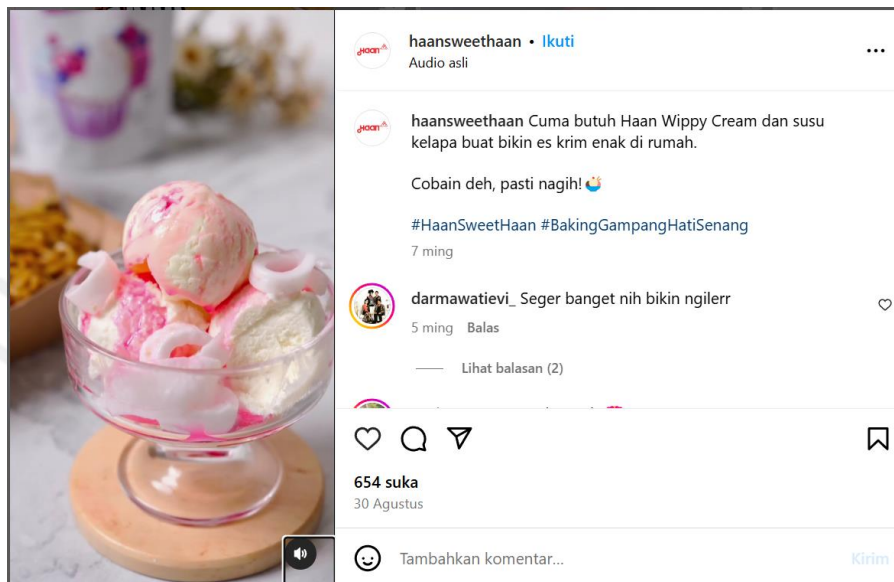 haansweethaan • Ikuti
Audio asli
haansweethaan Cuma butuh Haan Wippy Cream dan susu
kelapa buat bikin es krim enak di rumah.
Cobain deh, pasti nagih!
#HaanSweetHaan #BakingGampangHatiSenang
7 ming
darmawatievi_ Seger banget nih bikin ngilerr
5 ming Balas
Lihat balasan (2)
654 suka
30 Agustus
Tambahkan komentar...
Kirim
Haan
Haan